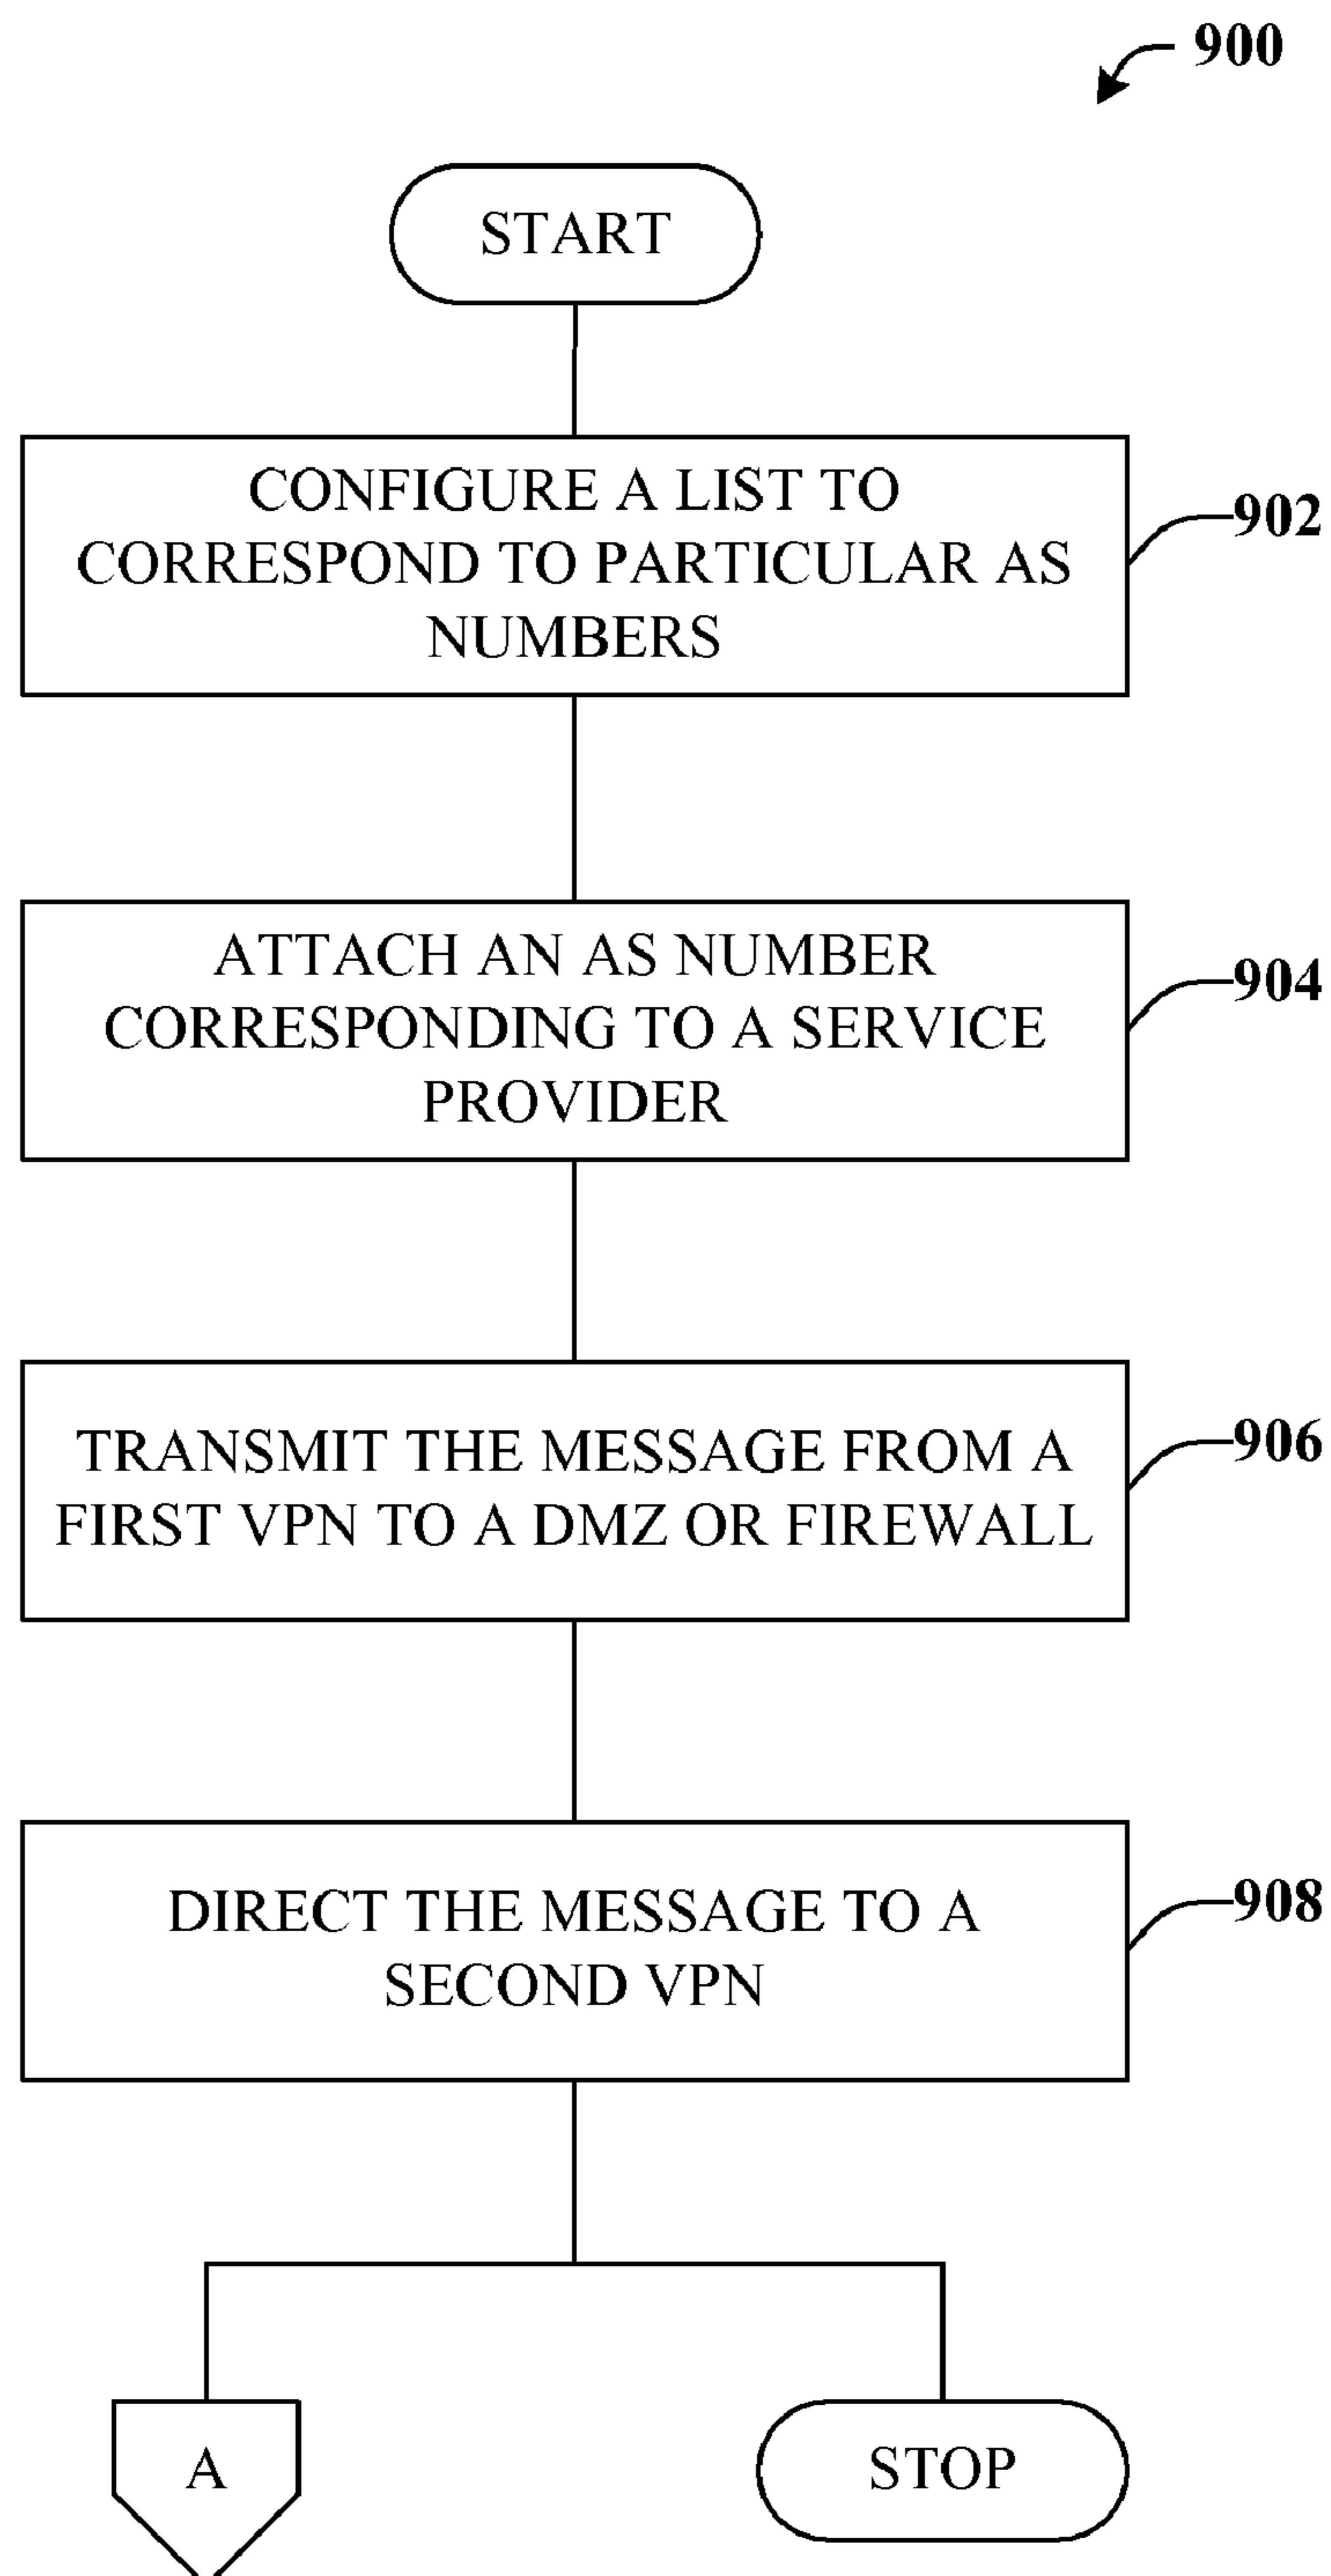 900
START
CONFIGURE A LIST TO
CORRESPOND TO PARTICULAR AS
NUMBERS
902
ATTACH AN AS NUMBER
CORRESPONDING TO A SERVICE
PROVIDER
904
TRANSMIT THE MESSAGE FROM A
FIRST VPN TO A DMZ OR FIREWALL
906
DIRECT THE MESSAGE TO A
SECOND VPN
908
A
STOP